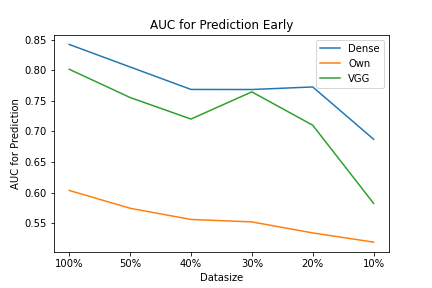 AUC for Prediction Early
Dense
Own
VGG
AUC for Prediction
0.85
0.80
0.75
0.70
0.65
0.60
0.55
100% 50% 40% 30% 20% 10%
Datasize